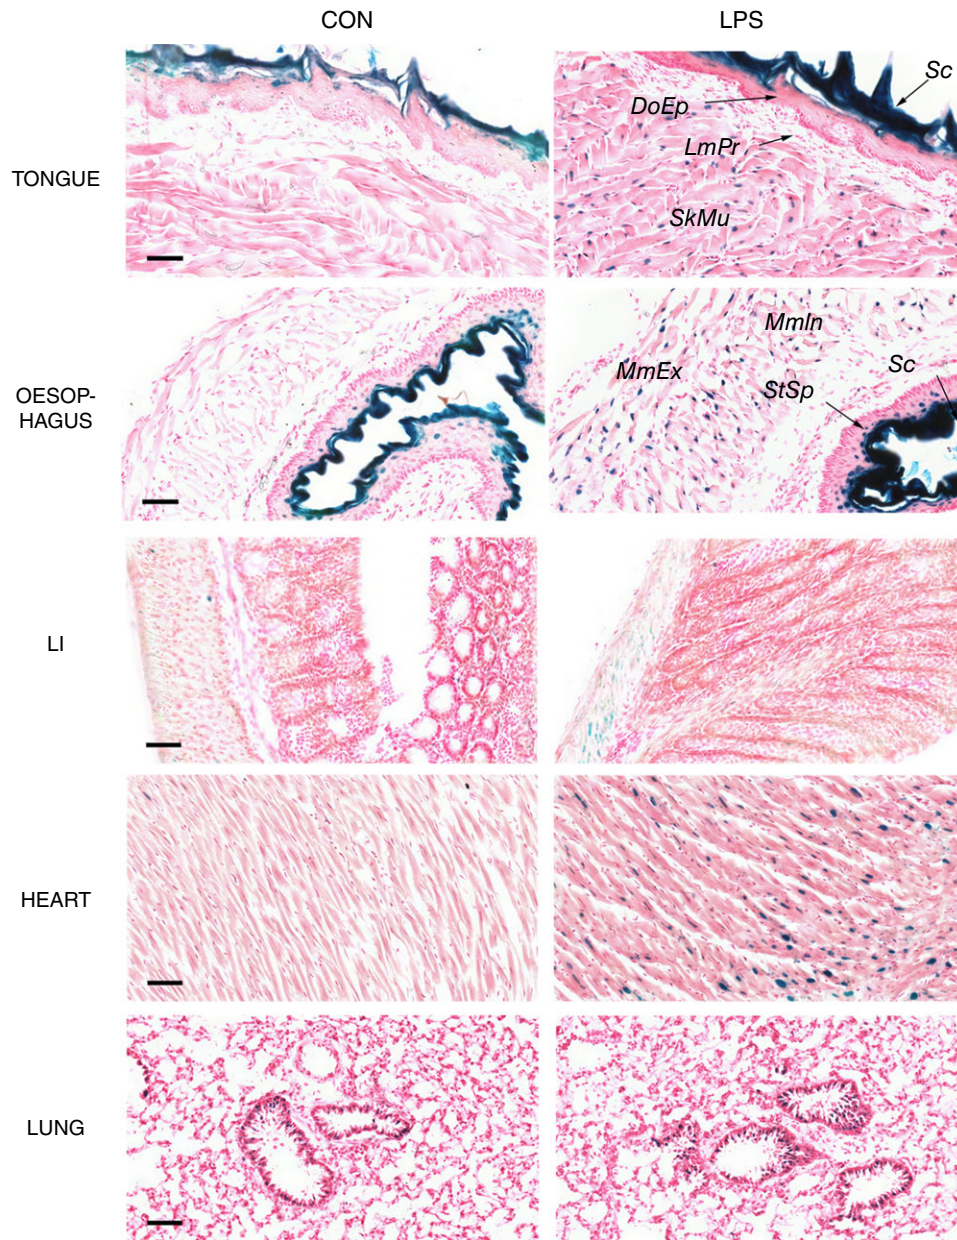 CON
LPS
TONGUE
Sc
DoEp
LmPr
SkMu
OESOP-
HAGUS
MmIn
MmEx
StSp
Sc
LI
HEART
LUNG